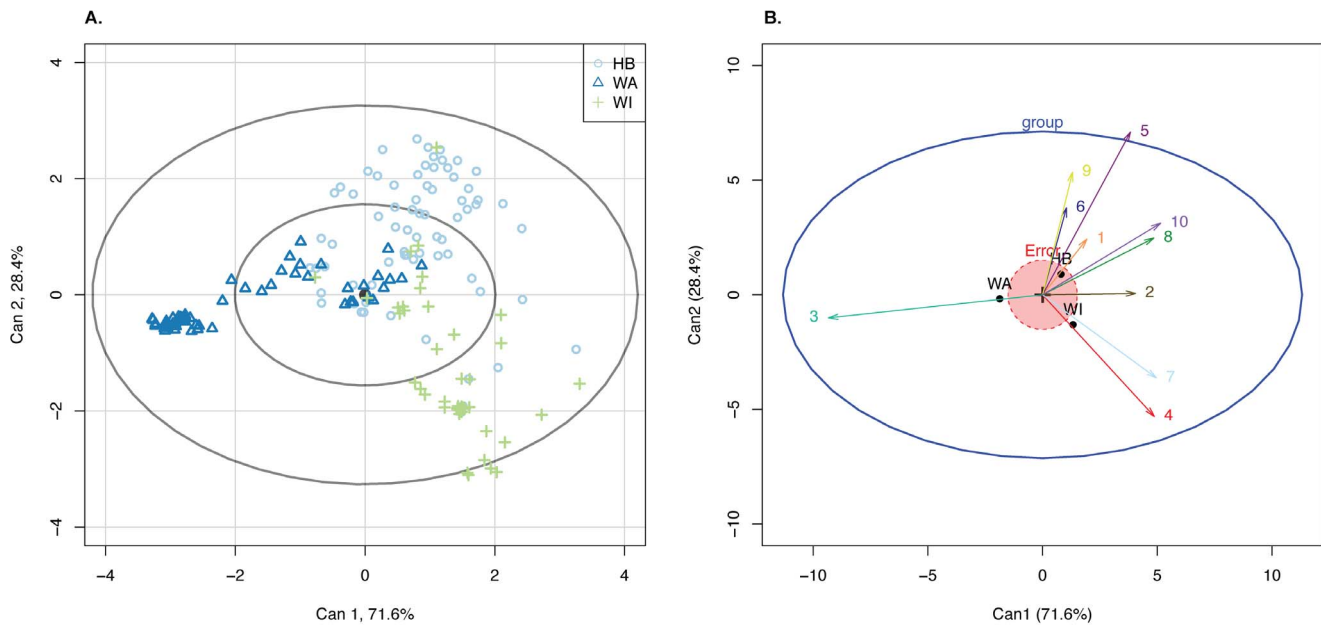 A.
4
2
0
−2
−4
Can 2, 28.4%
HB
WA
WI
−4
−2
0
2
4
Can 1, 71.6%
B.
10
5
0
−5
−10
Can2 (28.4%)
group
5
9
6
10
1
8
Error
HB
WA
2
WI
3
7
4
−10
−5
0
5
10
Can1 (71.6%)